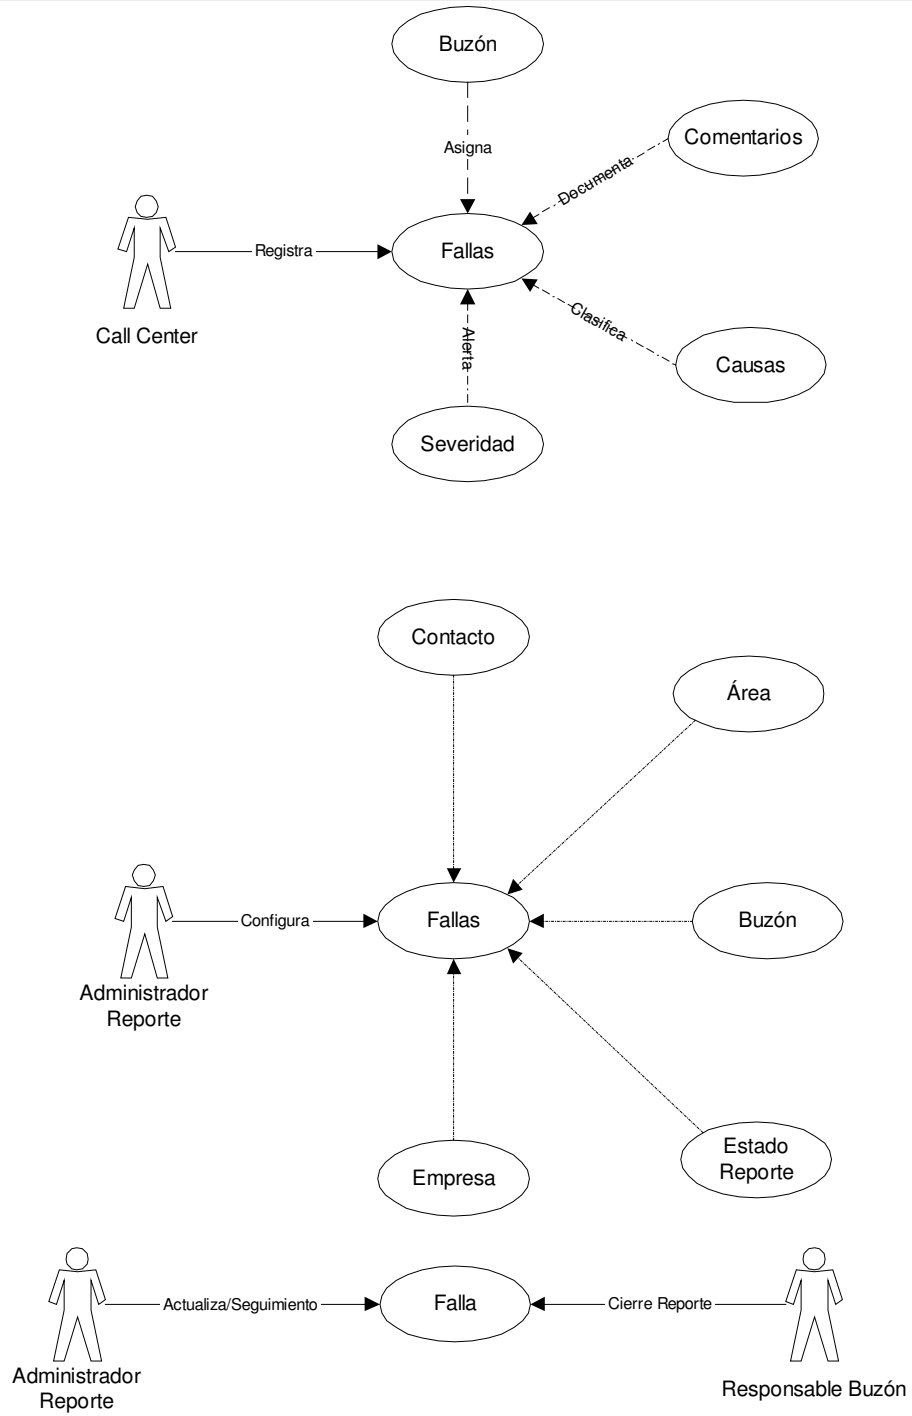 Buzón
Asigna
Comentarios
Documenta
Registra
Fallas
Call Center
Clasifica
Alerta
Causas
Severidad
Contacto
Área
Configura
Fallas
Buzón
Administrador
Reporte
Estado
Reporte
Empresa
Actualiza/Seguimiento
Falla
Cierre Reporte
Administrador
Reporte
Responsable Buzón